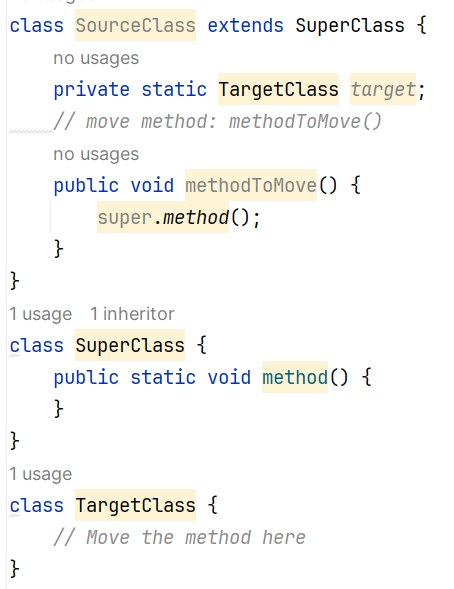 class SourceClass extends SuperClass {
no usages
private static TargetClass target;
// move method: methodToMove()
no usages
public void methodToMove() {
super.method();
}
}
1 usage 1 inheritor
class SuperClass {
public static void method() {
}
}
1 usage
class TargetClass {
// Move the method here
}